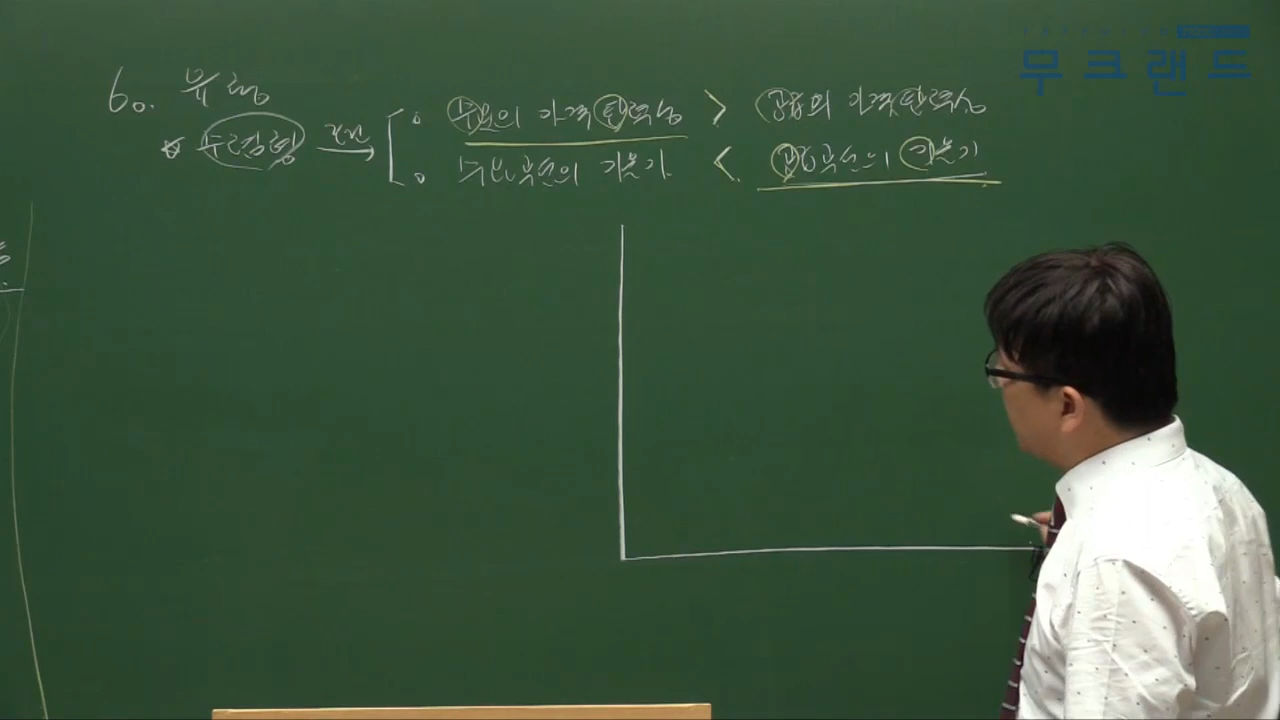 무크랜드
6. 유형
* 수렴형 조건 → 수요의 가격탄력성 > 공급의 가격탄력성
수요곡선의 기울기 < 공급곡선의 기울기